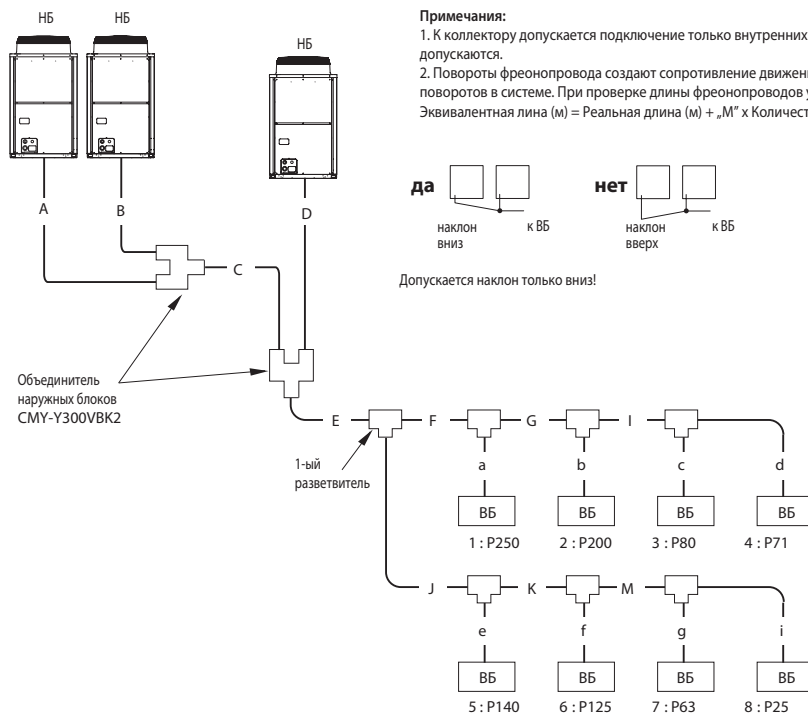 НБ НБ
НБ
Примечания:
1. К коллектору допускается подключение только внутренних
допускаются.
2. Повороты фреонопровода создают сопротивление
поворотов в системе. При проверке длины фреонопроводов
Эквивалентная лина (м) = Реальная длина (м) + „М” х
да
наклон
вниз
к ВБ
нет
наклон
вверх
к ВБ
Допускается наклон только вниз!
A B D
C
Объединитель
наружных блоков
CMY-Y300VBK2
1-ый
разветвитель
E F G I
a b c d
ВБ ВБ ВБ ВБ
1 : P250 2 : P200 3 : P80 4 : P71
J K M
e f g i
ВБ ВБ ВБ ВБ
5 : P140 6 : P125 7 : P63 8 : P25